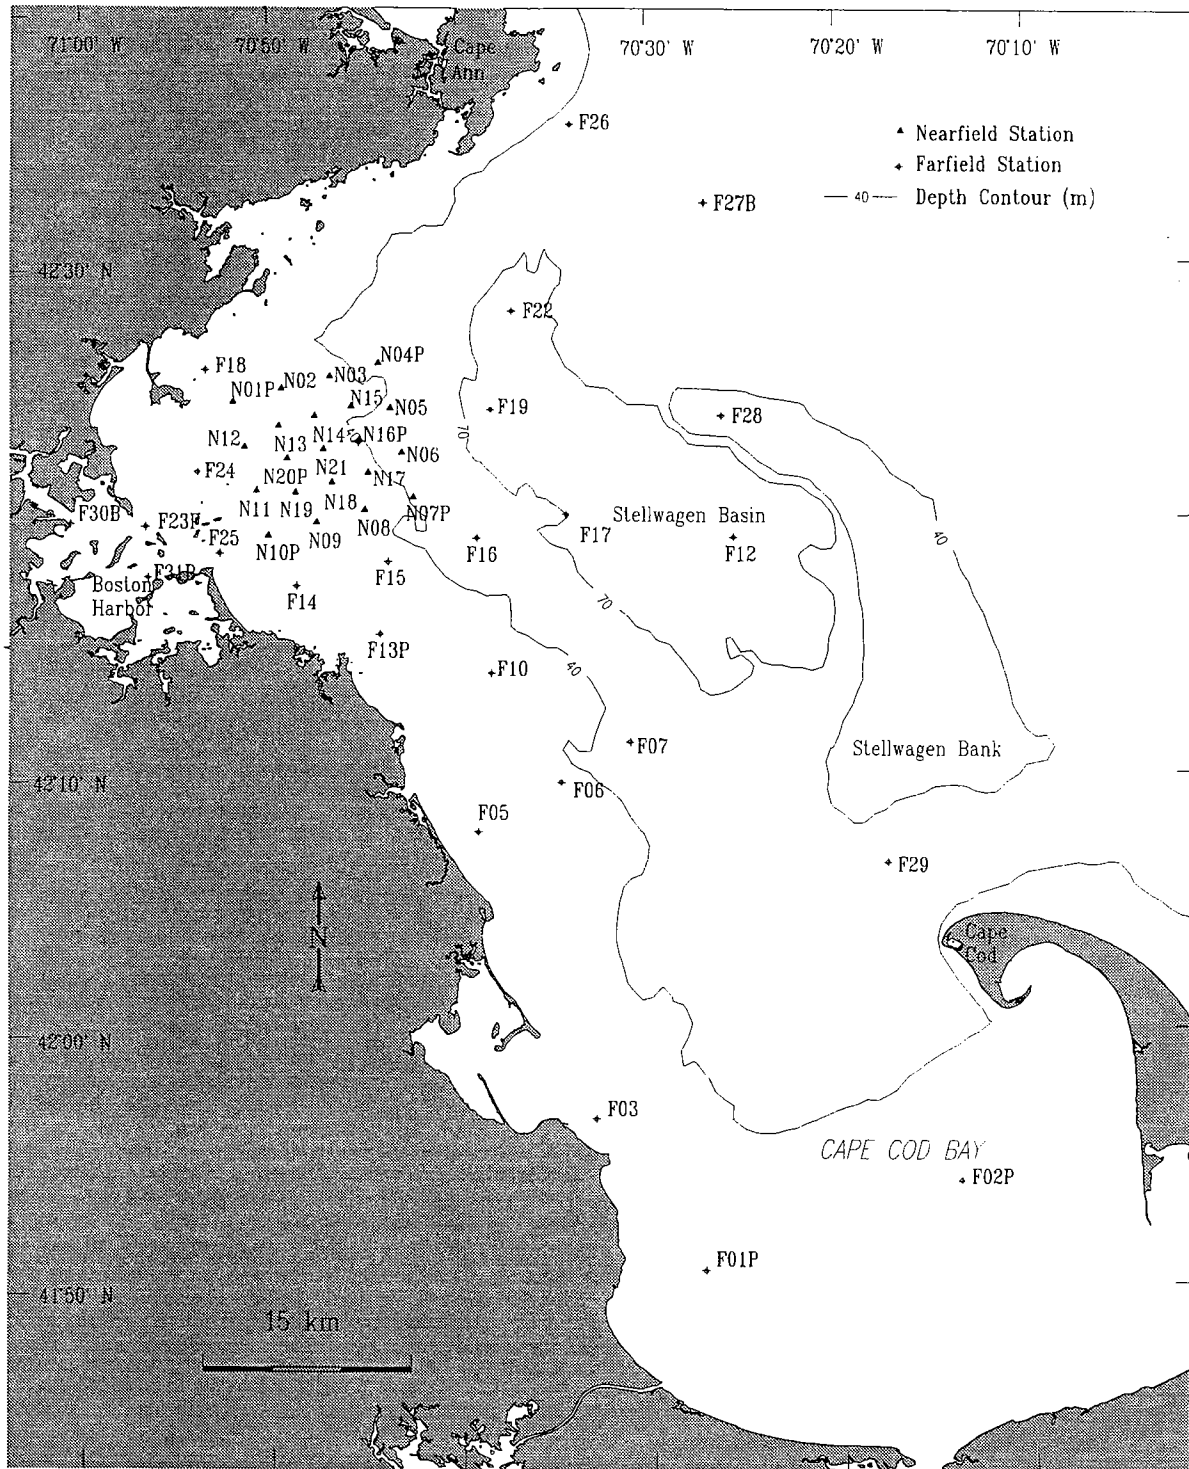 71°00' W
70°50' W
70°30' W
70°20' W
70°10' W
Cape
Ann
F26
Nearfield Station
Farfield Station
40 Depth Contour (m)
F27B
42°30' N
F22
N04P
F18
N03
N02
N01P
N15
N05
F19
F28
70
N16P
N14
N13
N12
N06
F24
N20P
N21
N17
N11
N19
N18
N08
N07P
F30B
F23P
F25
N10P
N09
F16
F17
Stellwagen Basin
F12
40
F15
F31B
Boston
Harbor
F14
70
F13P
F10
40
F07
Stellwagen Bank
42°10' N
F06
F05
F29
N
Cape
Cod
42°00' N
F03
CAPE COD BAY
F02P
F01P
41°50' N
15 km